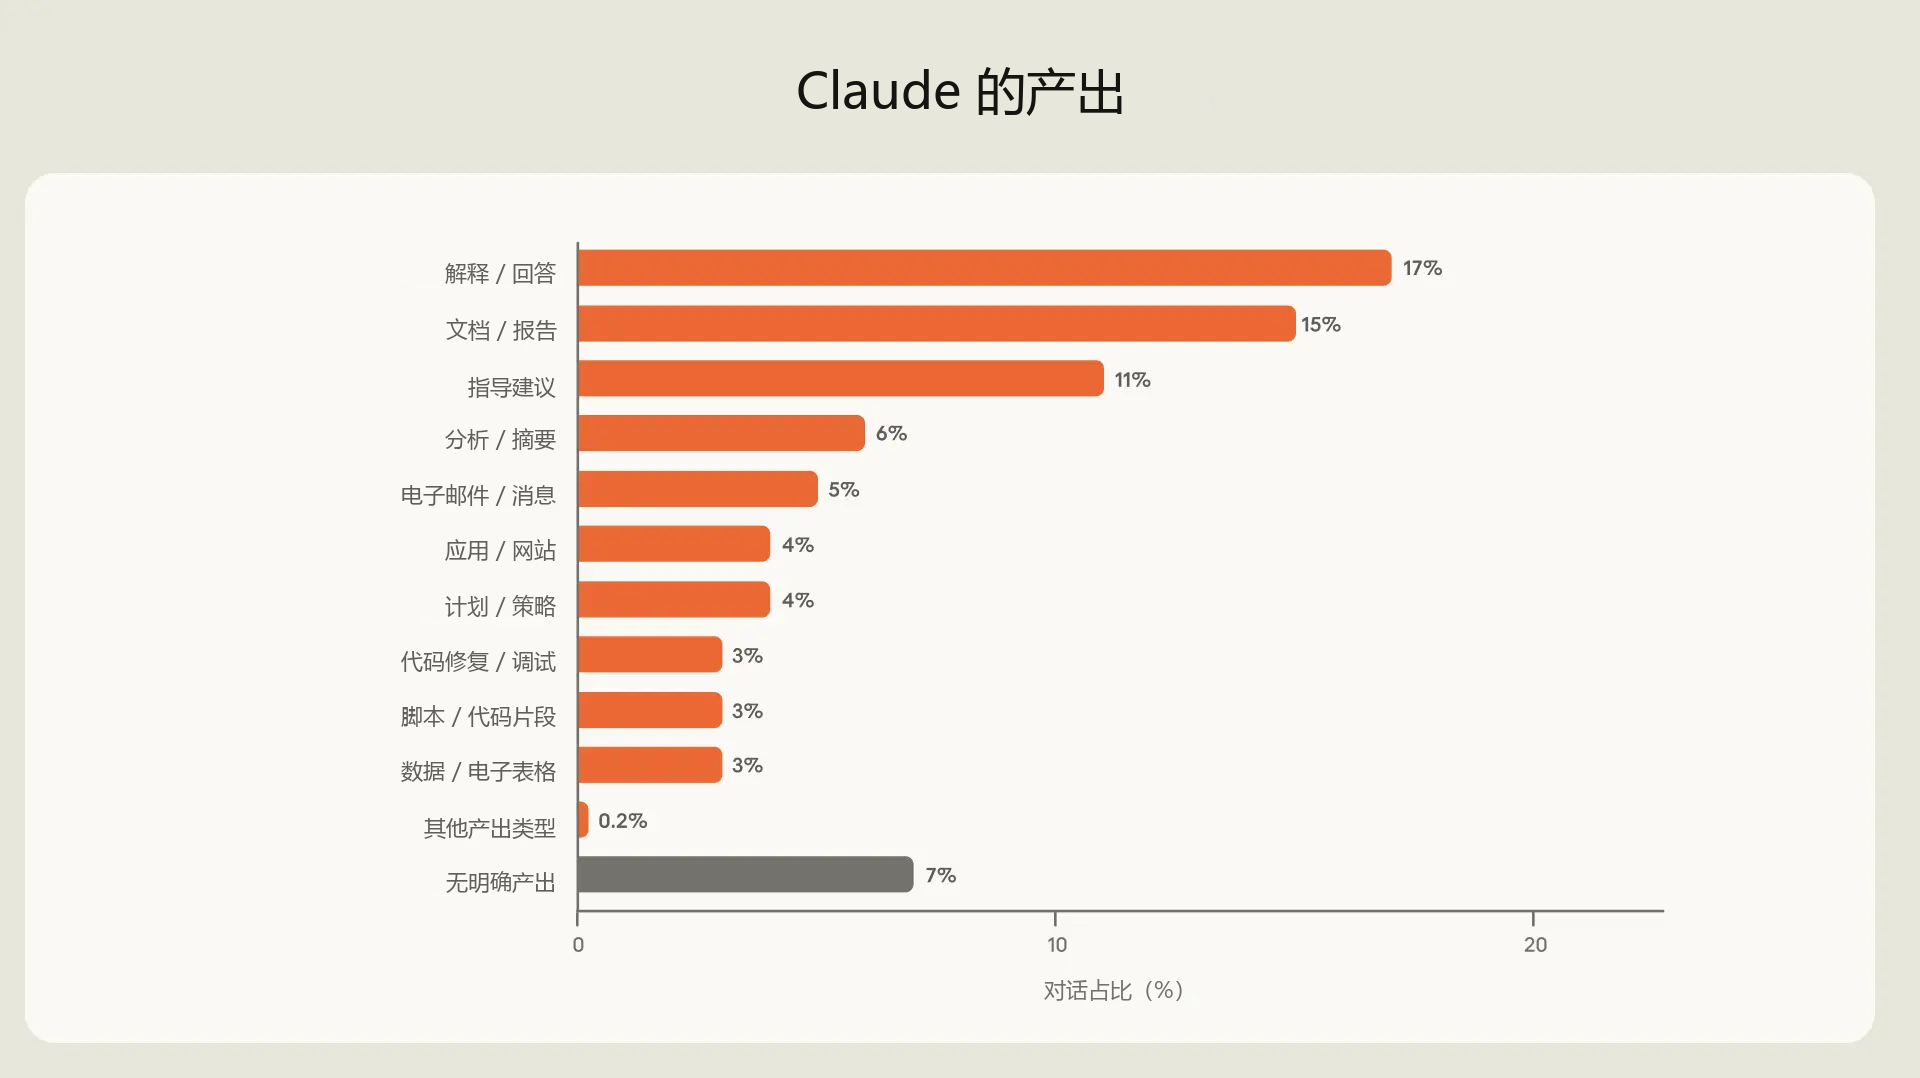 Claude 的产出
解释 / 回答 17%
文档 / 报告 15%
指导建议 11%
分析 / 摘要 6%
电子邮件 / 消息 5%
应用 / 网站 4%
计划 / 策略 4%
代码修复 / 调试 3%
脚本 / 代码片段 3%
数据 / 电子表格 3%
其他产出类型 0.2%
无明确产出 7%
0 10 20
对话占比（%）